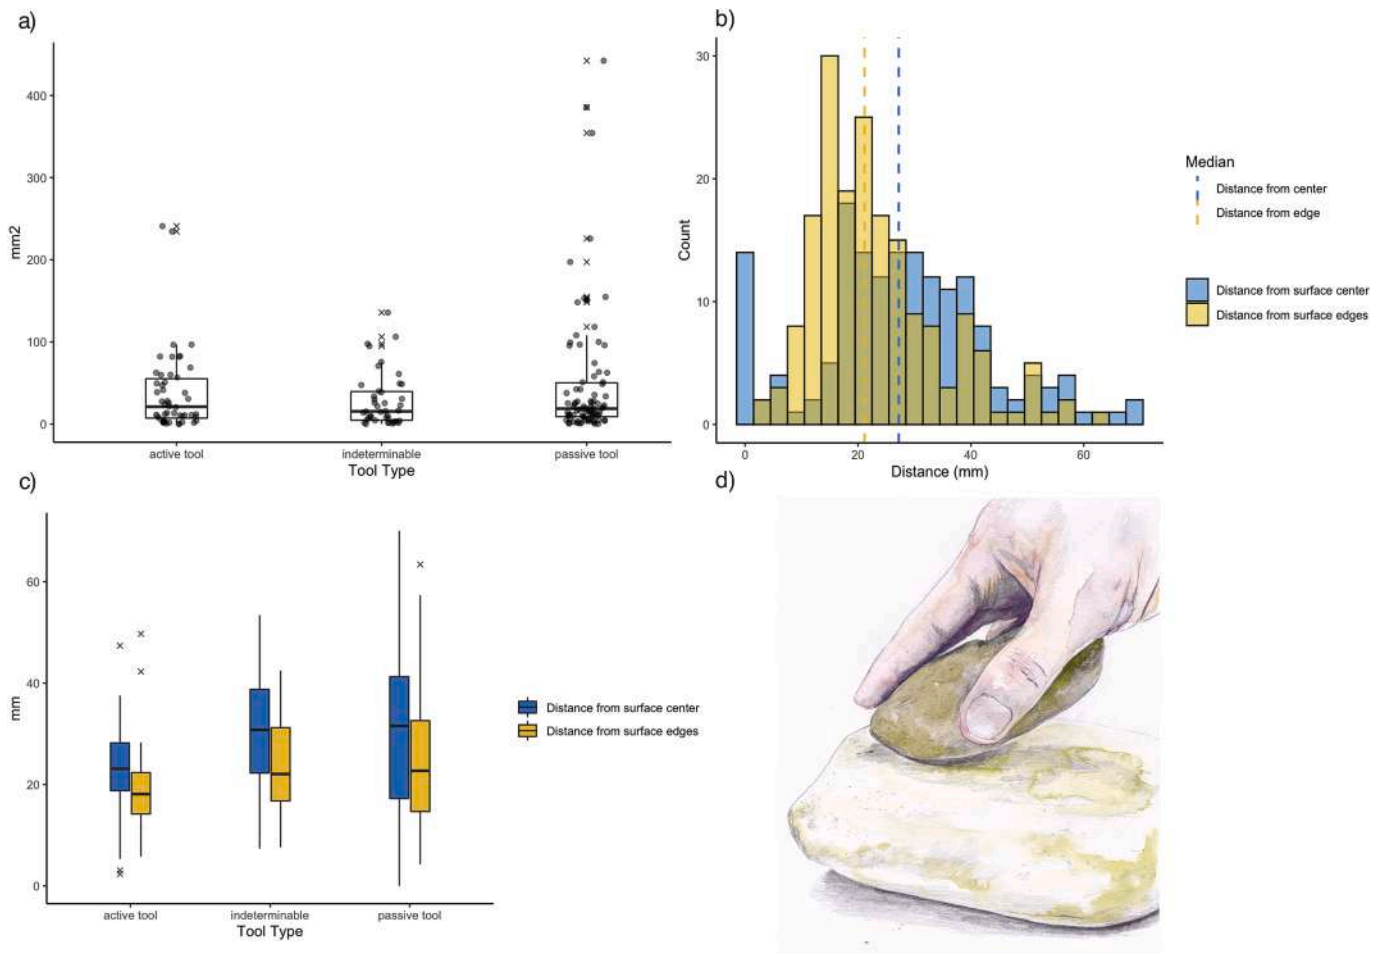 a)
400
300
200
100
0
mm2
active tool
indeterminable
passive tool
Tool Type
b)
30
20
10
0
Count
0
20
40
60
Distance (mm)
Median
Distance from center
Distance from edge
Distance from surface center
Distance from surface edges
c)
60
40
20
0
mm
active tool
indeterminable
passive tool
Tool Type
Distance from surface center
Distance from surface edges
d)